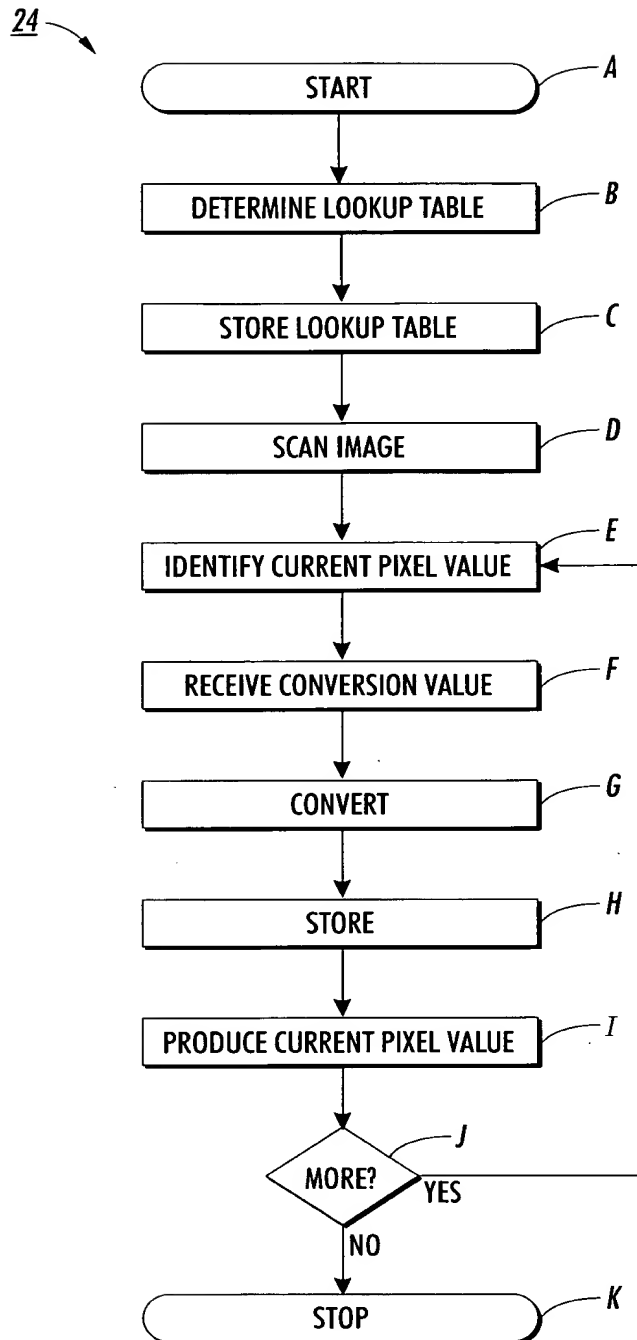 24
START
A
DETERMINE LOOKUP TABLE
B
STORE LOOKUP TABLE
C
SCAN IMAGE
D
IDENTIFY CURRENT PIXEL VALUE
E
RECEIVE CONVERSION VALUE
F
CONVERT
G
STORE
H
PRODUCE CURRENT PIXEL VALUE
I
MORE?
J
YES
NO
STOP
K